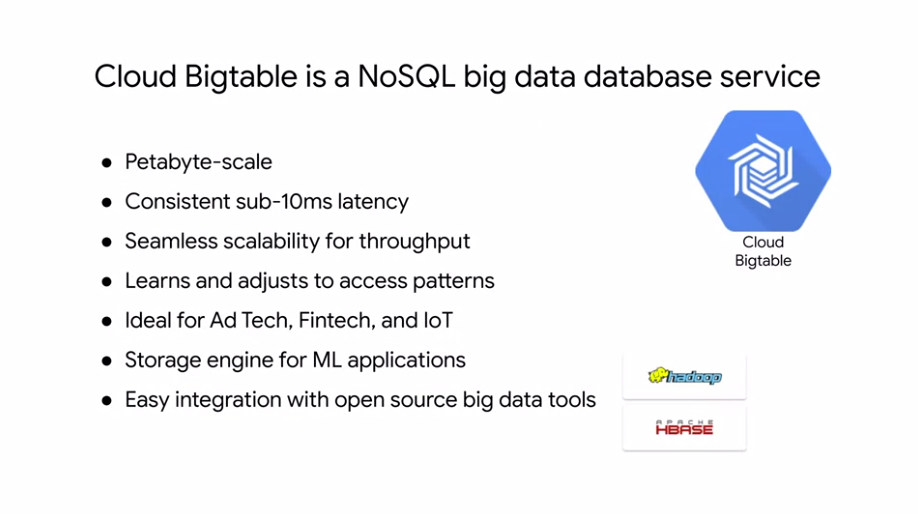 Cloud Bigtable is a NoSQL big data database service
● Petabyte-scale
● Consistent sub-10ms latency
● Seamless scalability for throughput
● Learns and adjusts to access patterns
● Ideal for Ad Tech, Fintech, and IoT
● Storage engine for ML applications
● Easy integration with open source big data tools
Cloud
Bigtable
hadoop
APACHE
HBASE